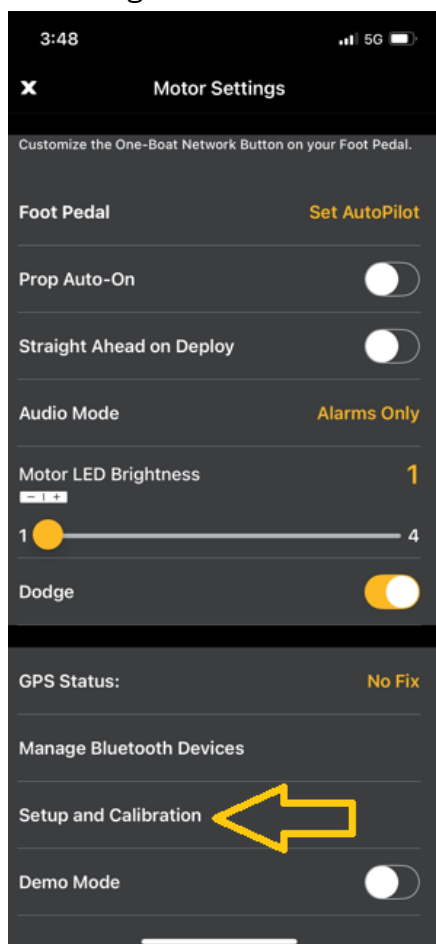 3:48 5G
X Motor Settings
Customize the One-Boat Network Button on your Foot Pedal.
Foot Pedal Set AutoPilot
Prop Auto-On
Straight Ahead on Deploy
Audio Mode Alarms Only
Motor LED Brightness 1
- | +
1 4
Dodge
GPS Status: No Fix
Manage Bluetooth Devices
Setup and Calibration
Demo Mode